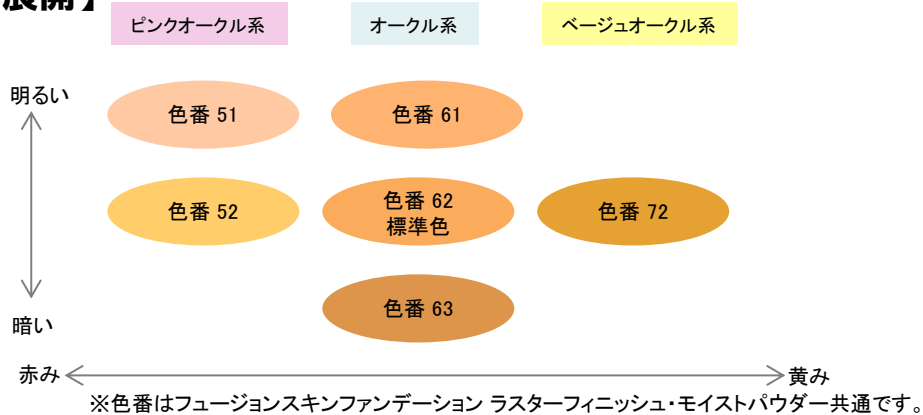 展開】
ピンクオークル系 オークル系 ベージュオークル系
明るい
色番 51 色番 61
色番 52 色番 62 標準色 色番 72
色番 63
暗い
赤み 黄み
※色番はフュージョンスキンファンデーション ラスターフィニッシュ・モイストパウダー共通です。